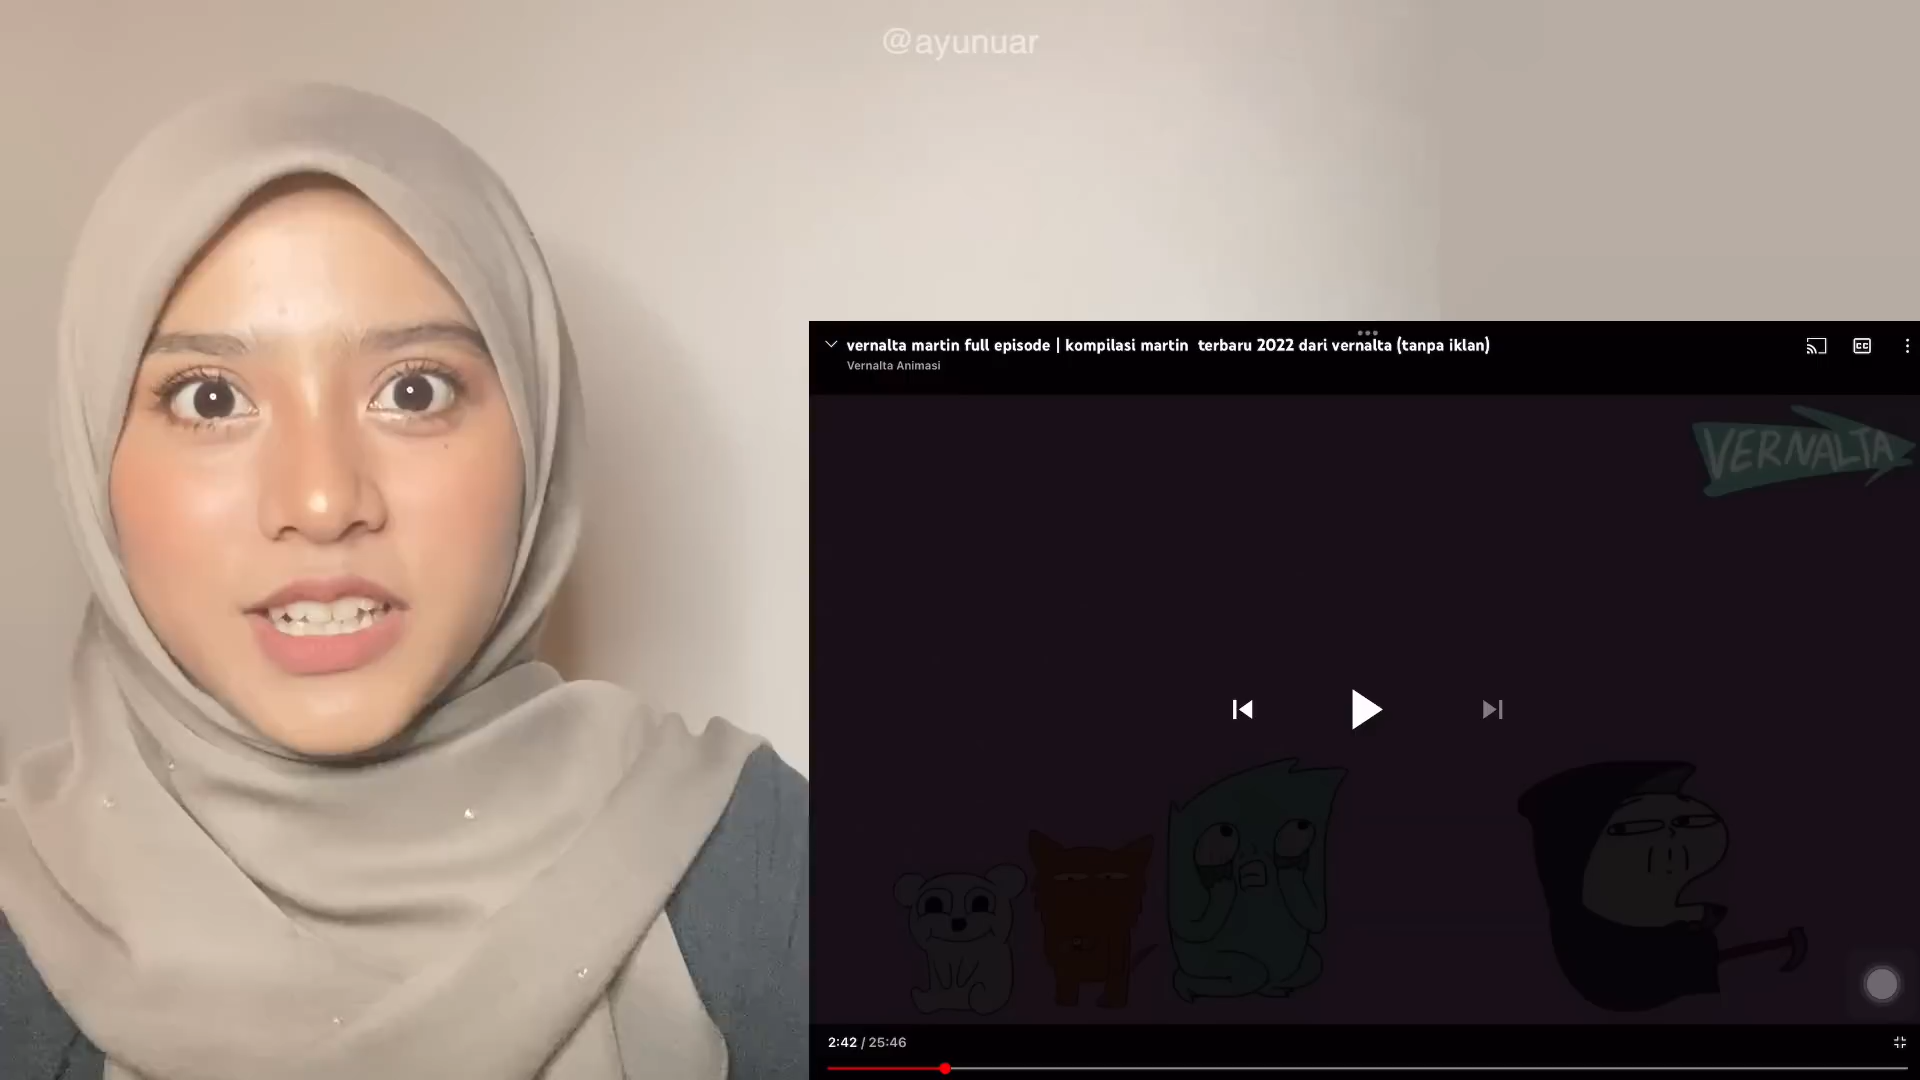 @ayunuar
vernalta martin full episode | kompilasi martin terbaru 2022 dari vernalta (tanpa iklan)
Vernalta Animasi
CC
VERNALTA
2:42 / 25:46